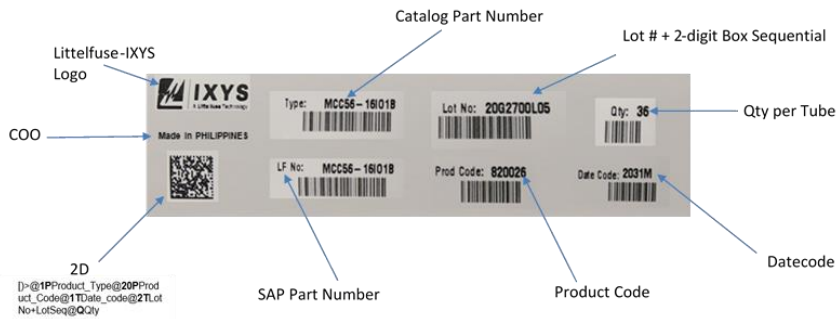 Catalog Part Number
Lot # + 2-digit Box Sequential
Littelfuse-IXYS
Logo
IXYS
A Littelfuse Technology
Type: MCC56-16IO1B
Lot No: 20G2700L05
Qty: 36
Qty per Tube
COO
Made in PHILIPPINES
LF No: MCC56-16IO1B
Prod Code: 820026
Date Code: 2031M
2D
[)>@1PProduct_Type@20PProd
uct_Code@1TDate_code@2TLot
No+LotSeq@QQty
SAP Part Number
Product Code
Datecode